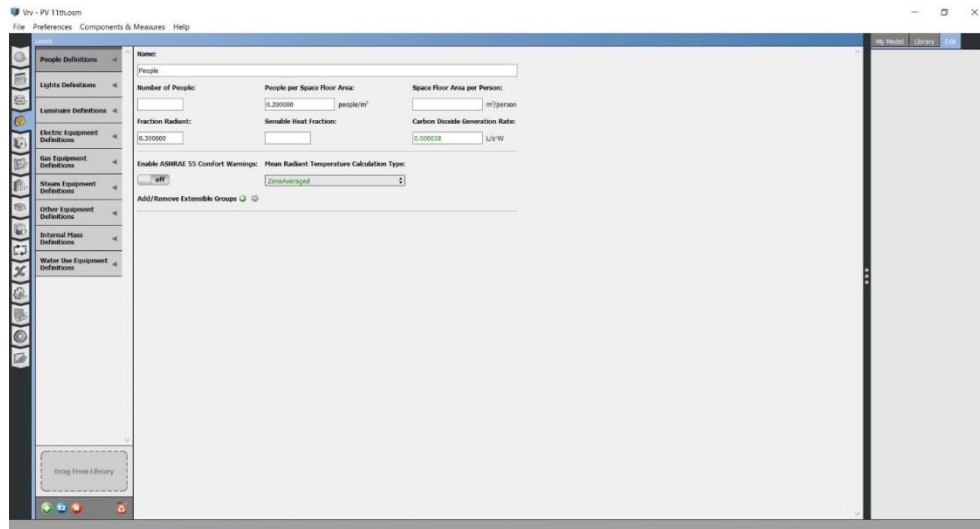 Vrv - PV 11th.osm
File Preferences Components & Measures Help
Loads
My Model Library Edit
People Definitions
Lights Definitions
Luminaire Definitions
Electric Equipment
Definitions
Gas Equipment
Definitions
Steam Equipment
Definitions
Other Equipment
Definitions
Internal Mass
Definitions
Water Use Equipment
Definitions
Name:
People
Number of People: People per Space Floor Area: Space Floor Area per Person:
0.200000 people/m² m²/person
Fraction Radiant: Sensible Heat Fraction: Carbon Dioxide Generation Rate:
0.300000 0.000038 L/s·W
Enable ASHRAE 55 Comfort Warnings: Mean Radiant Temperature Calculation Type:
off ZoneAveraged
Add/Remove Extensible Groups
Drag From Library
x2